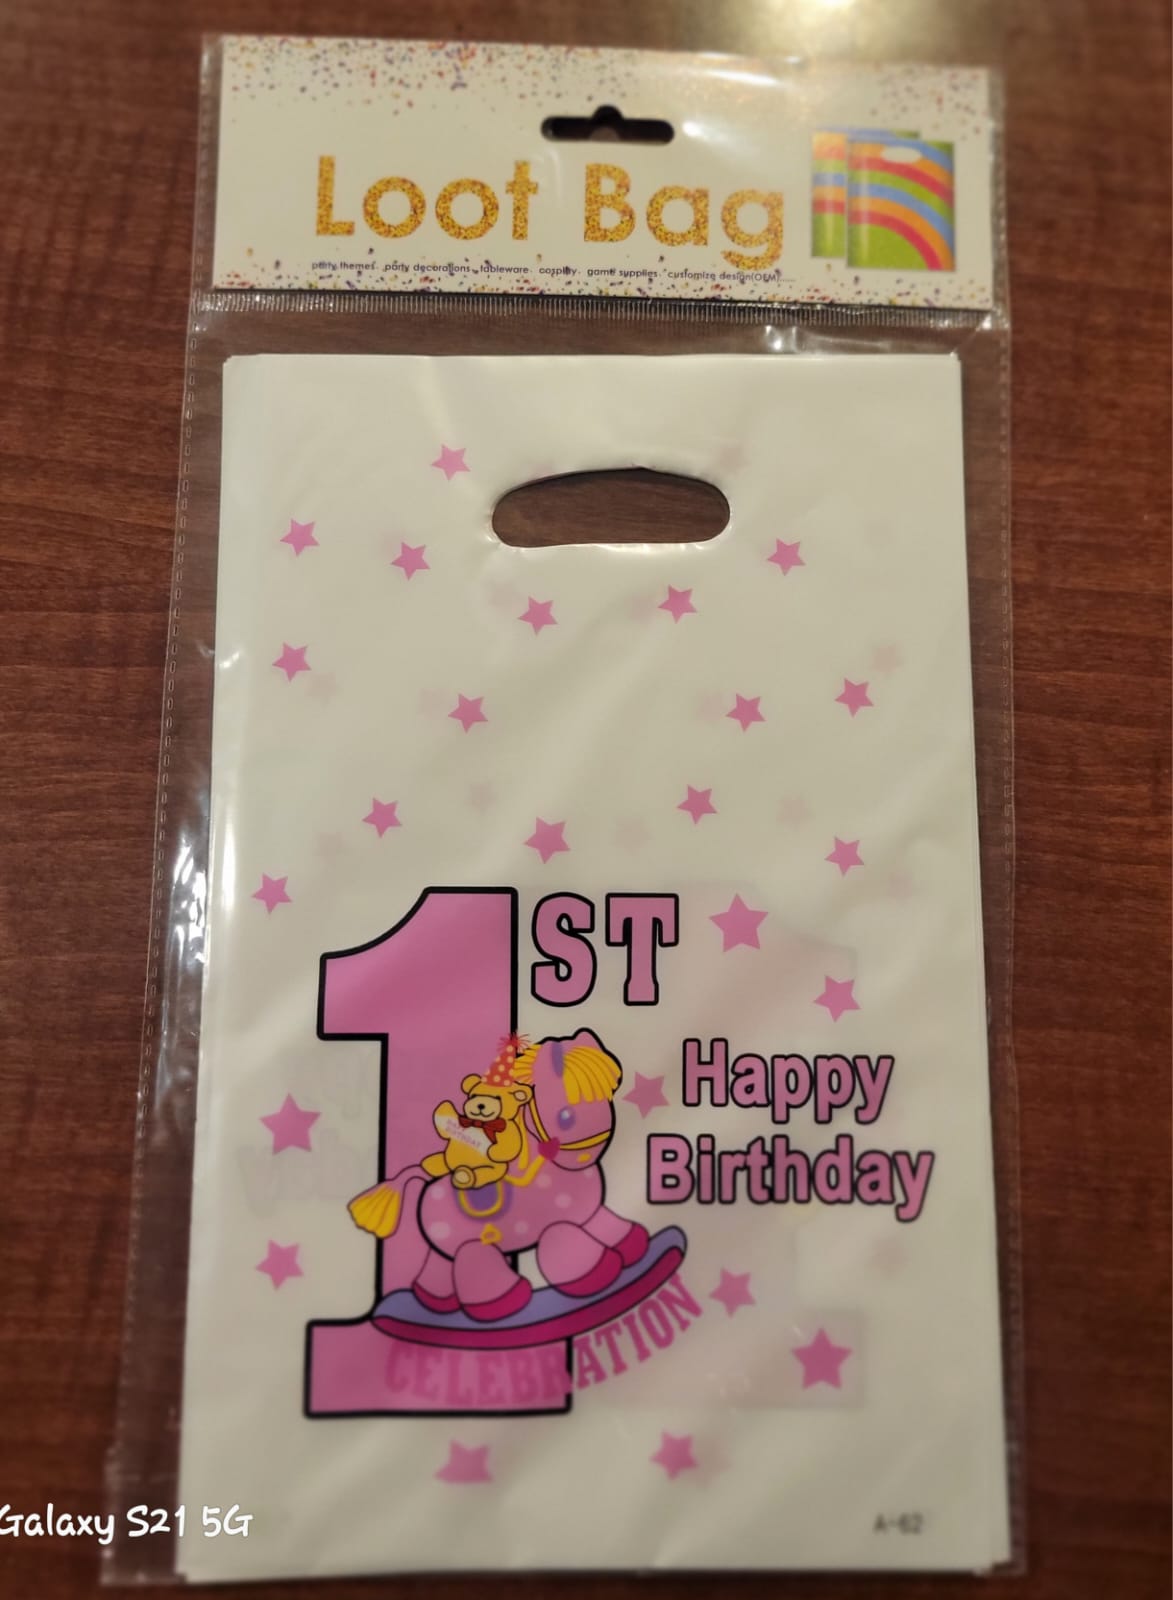 Loot Bag
party themes、party decorations、tableware、cosplay、game supplies、customize design(OEM)......
1ST
Happy
Birthday
CELEBRATION
Galaxy S21 5G
A-62